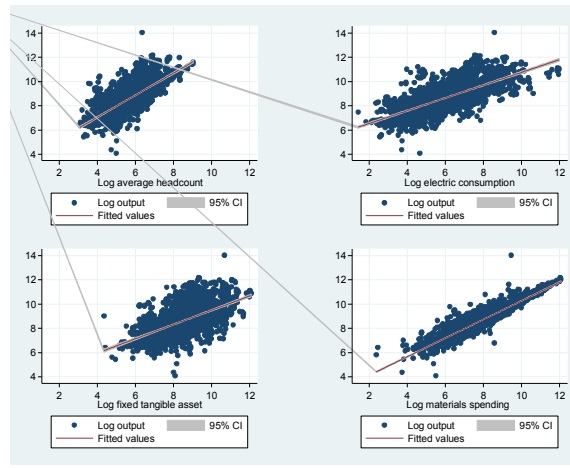 14
12
10
8
6
4
2 4 6 8 10 12
Log average headcount
Log output 95% CI
Fitted values
14
12
10
8
6
4
2 4 6 8 10 12
Log electric consumption
Log output 95% CI
Fitted values
14
12
10
8
6
4
2 4 6 8 10 12
Log fixed tangible asset
Log output 95% CI
Fitted values
14
12
10
8
6
4
2 4 6 8 10 12
Log materials spending
Log output 95% CI
Fitted values